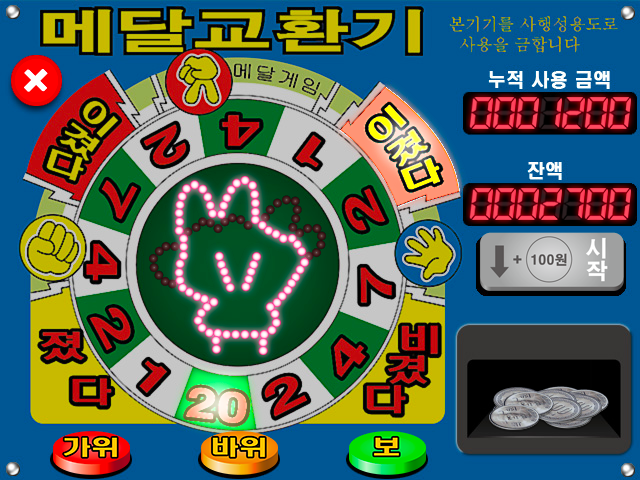 메달교환기
본기기를 사행성용도로
사용을 금합니다
메달게임
누적 사용 금액
0001200
이겼다
이겼다
4
1
2
7
4
2
20
1
2
4
7
2
잔액
0002700
+ 100원
시작
졌다
비겼다
가위
바위
보